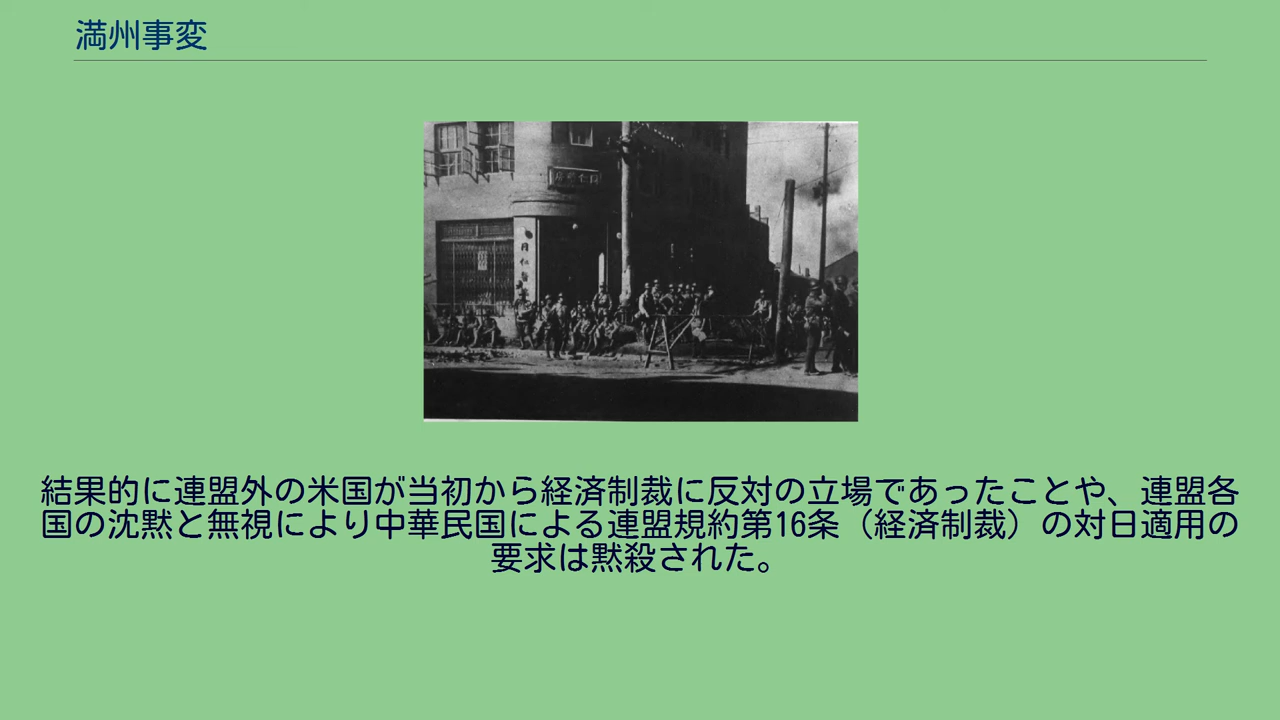 満州事変
結果的に連盟外の米国が当初から経済制裁に反対の立場であったことや、連盟各
国の沈黙と無視により中華民国による連盟規約第16条（経済制裁）の対日適用の
要求は黙殺された。